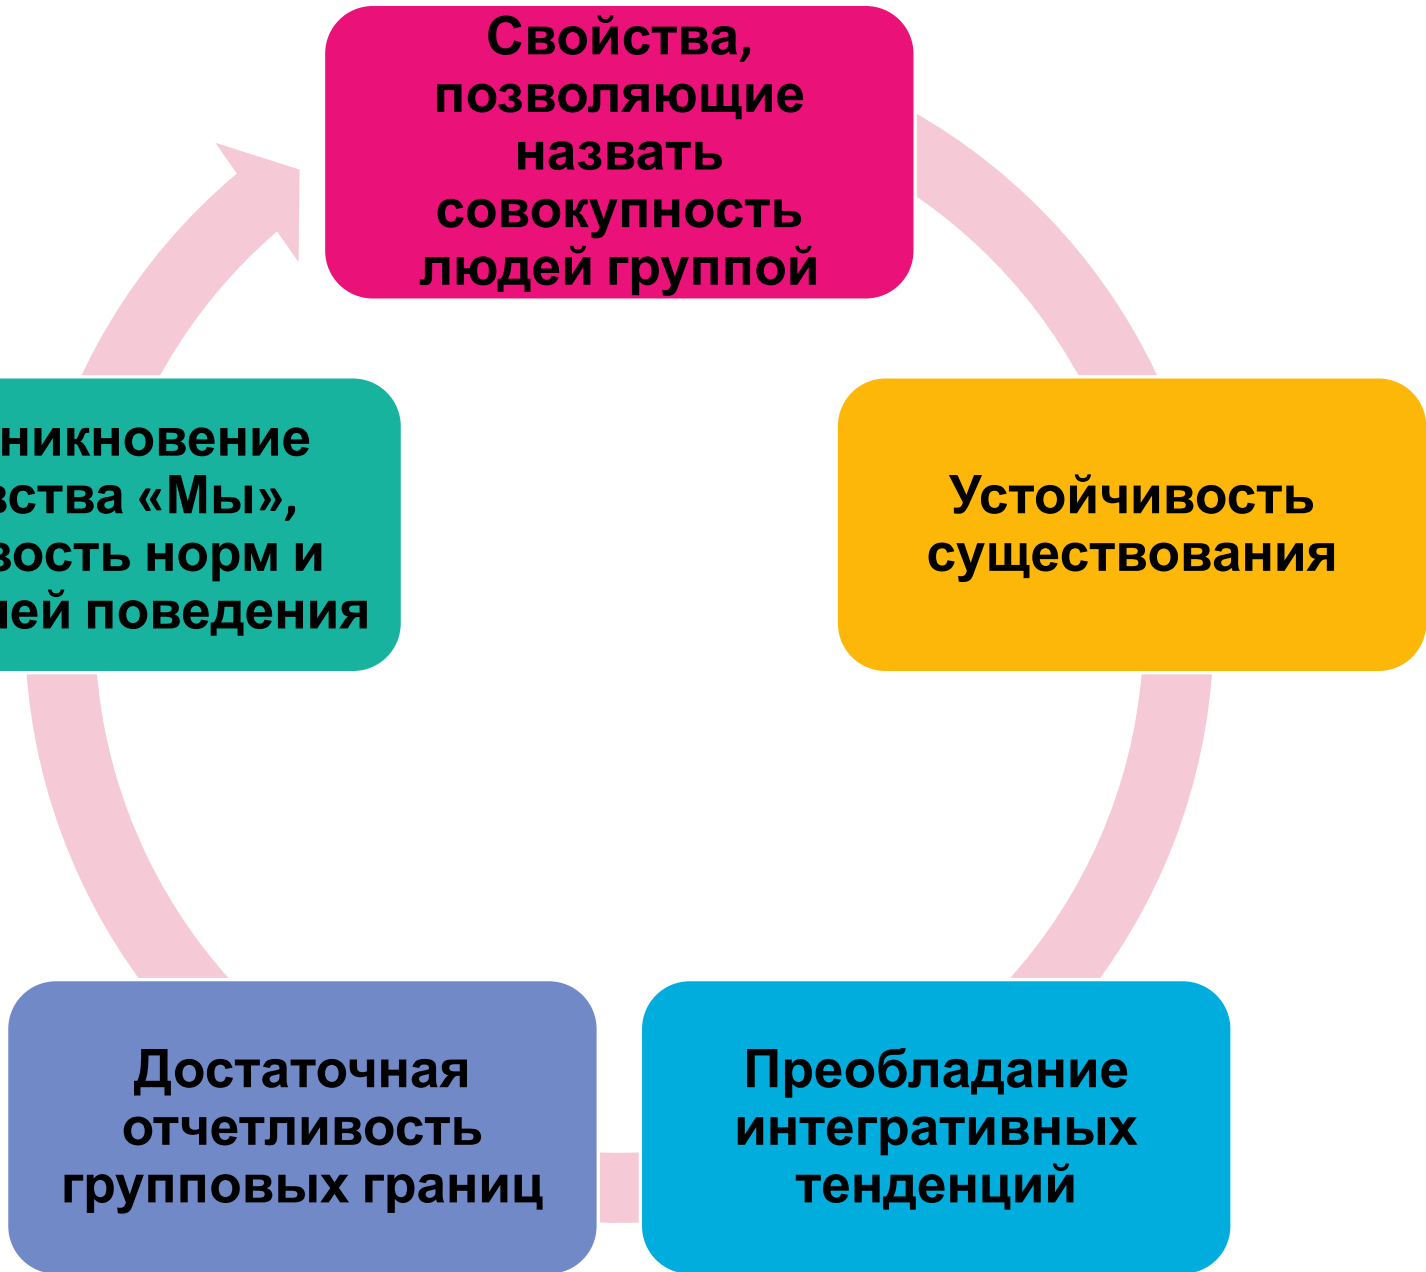 Свойства,
позволяющие
назвать
совокупность
людей группой
Устойчивость
существования
Преобладание
интегративных
тенденций
Достаточная
отчетливость
групповых границ
никновение
вства «Мы»,
вость норм и
лей поведения